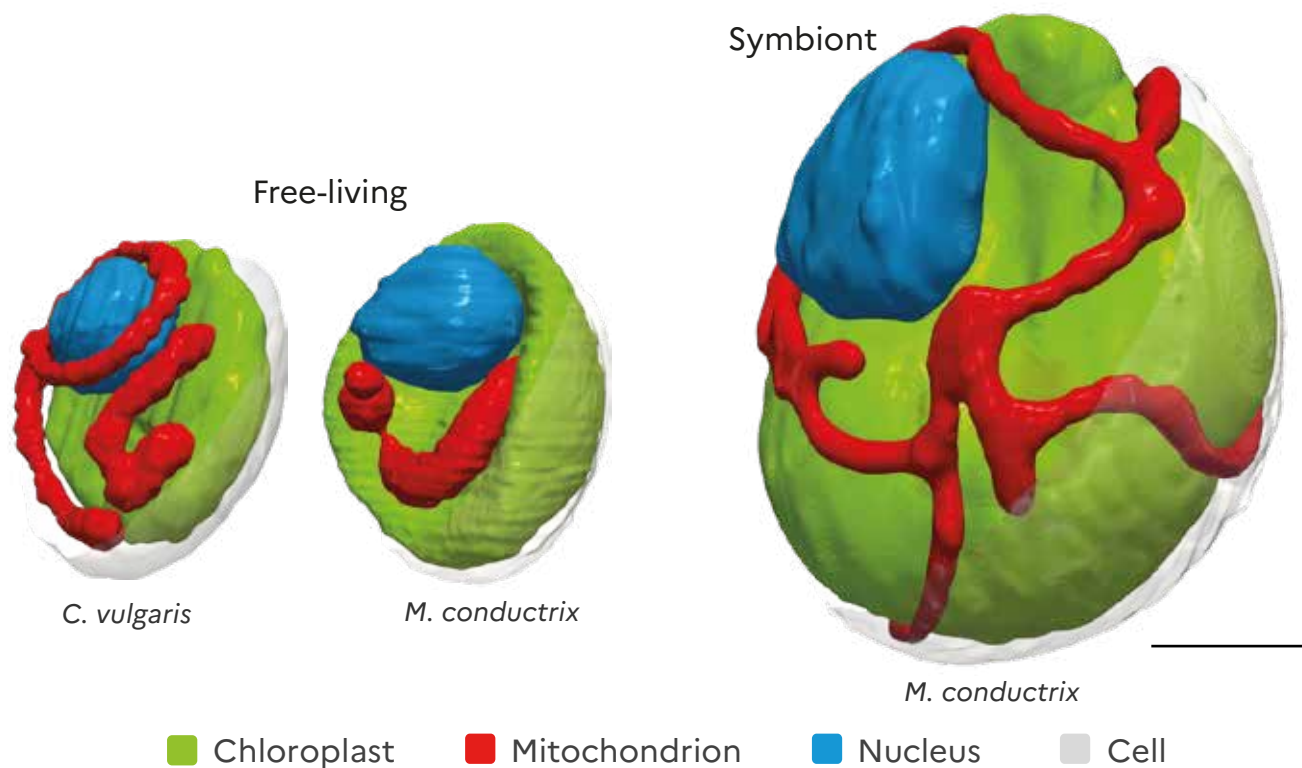 Symbiont
Free-living
C. vulgaris
M. conductrix
M. conductrix
Chloroplast
Mitochondrion
Nucleus
Cell